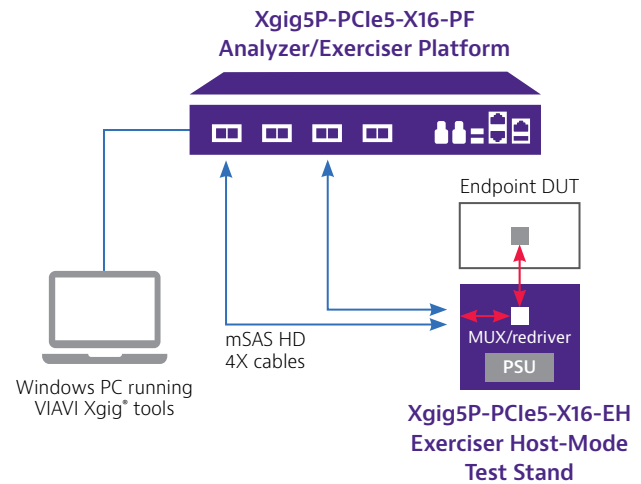 Xgig5P-PCIe5-X16-PF
Analyzer/Exerciser Platform
Endpoint DUT
MUX/redriver
PSU
mSAS HD
4X cables
Windows PC running
VIAVI Xgig® tools
Xgig5P-PCIe5-X16-EH
Exerciser Host-Mode
Test Stand